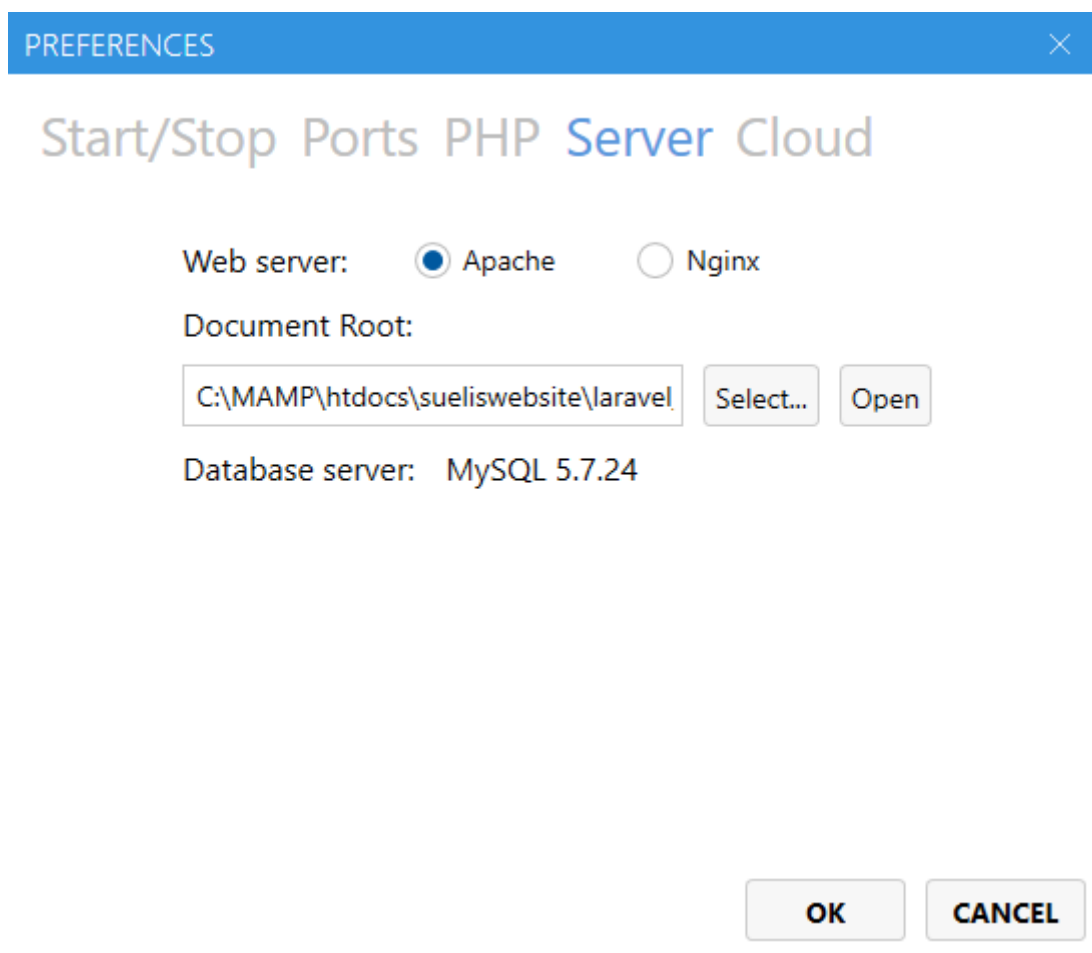 PREFERENCES
Start/Stop Ports PHP Server Cloud
Web server: Apache Nginx
Document Root:
C:\MAMP\htdocs\sueliswebsite\laravel_ Select... Open
Database server: MySQL 5.7.24
OK CANCEL